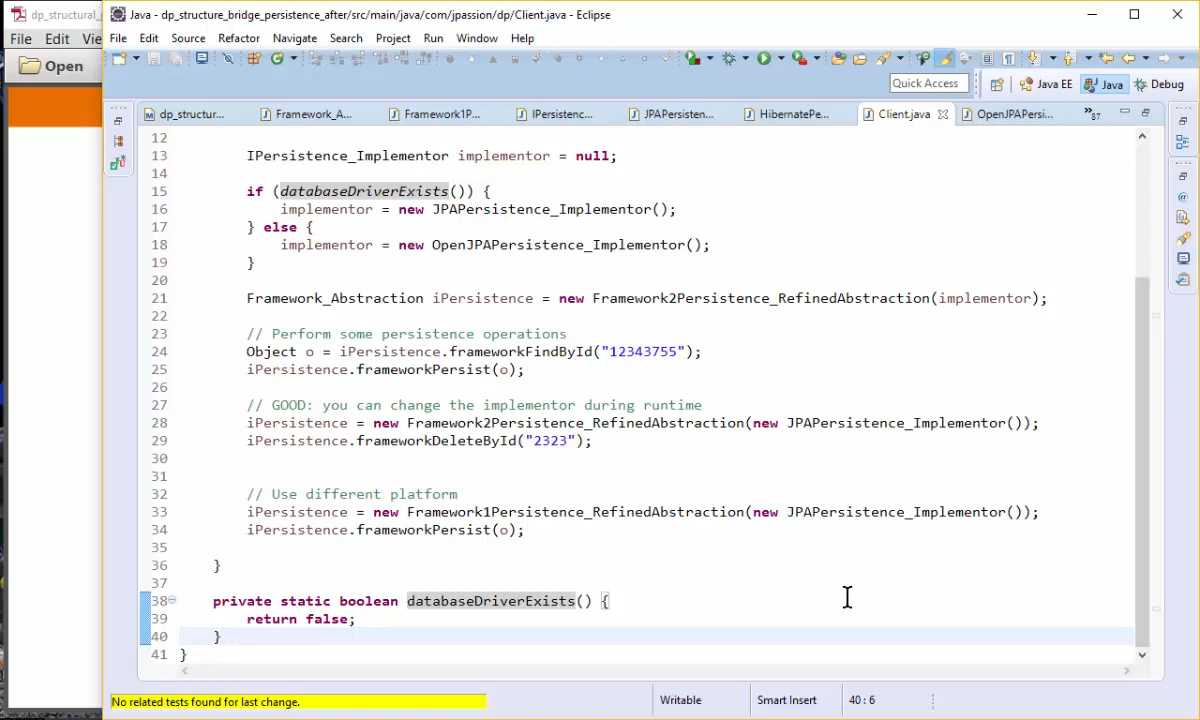 dp_structural_
File Edit Vie
Open
Java - dp_structure_bridge_persistence_after/src/main/java/com/jpassion/dp/Client.java - Eclipse
File Edit Source Refactor Navigate Search Project Run Window Help
Quick Access
Java EE
Java
Debug
dp_structur...
Framework_A...
Framework1P...
IPersistenc...
JPAPersisten...
HibernatePe...
Client.java
OpenJPAPersi...
»87
12
13 IPersistence_Implementor implementor = null;
14
15 if (databaseDriverExists()) {
16 implementor = new JPAPersistence_Implementor();
17 } else {
18 implementor = new OpenJPAPersistence_Implementor();
19 }
20
21 Framework_Abstraction iPersistence = new Framework2Persistence_RefinedAbstraction(implementor);
22
23 // Perform some persistence operations
24 Object o = iPersistence.frameworkFindById("12343755");
25 iPersistence.frameworkPersist(o);
26
27 // GOOD: you can change the implementor during runtime
28 iPersistence = new Framework2Persistence_RefinedAbstraction(new JPAPersistence_Implementor());
29 iPersistence.frameworkDeleteById("2323");
30
31
32 // Use different platform
33 iPersistence = new Framework1Persistence_RefinedAbstraction(new JPAPersistence_Implementor());
34 iPersistence.frameworkPersist(o);
35
36 }
37
38 private static boolean databaseDriverExists() {
39 return false;
40 }
41 }
No related tests found for last change.
Writable
Smart Insert
40 : 6